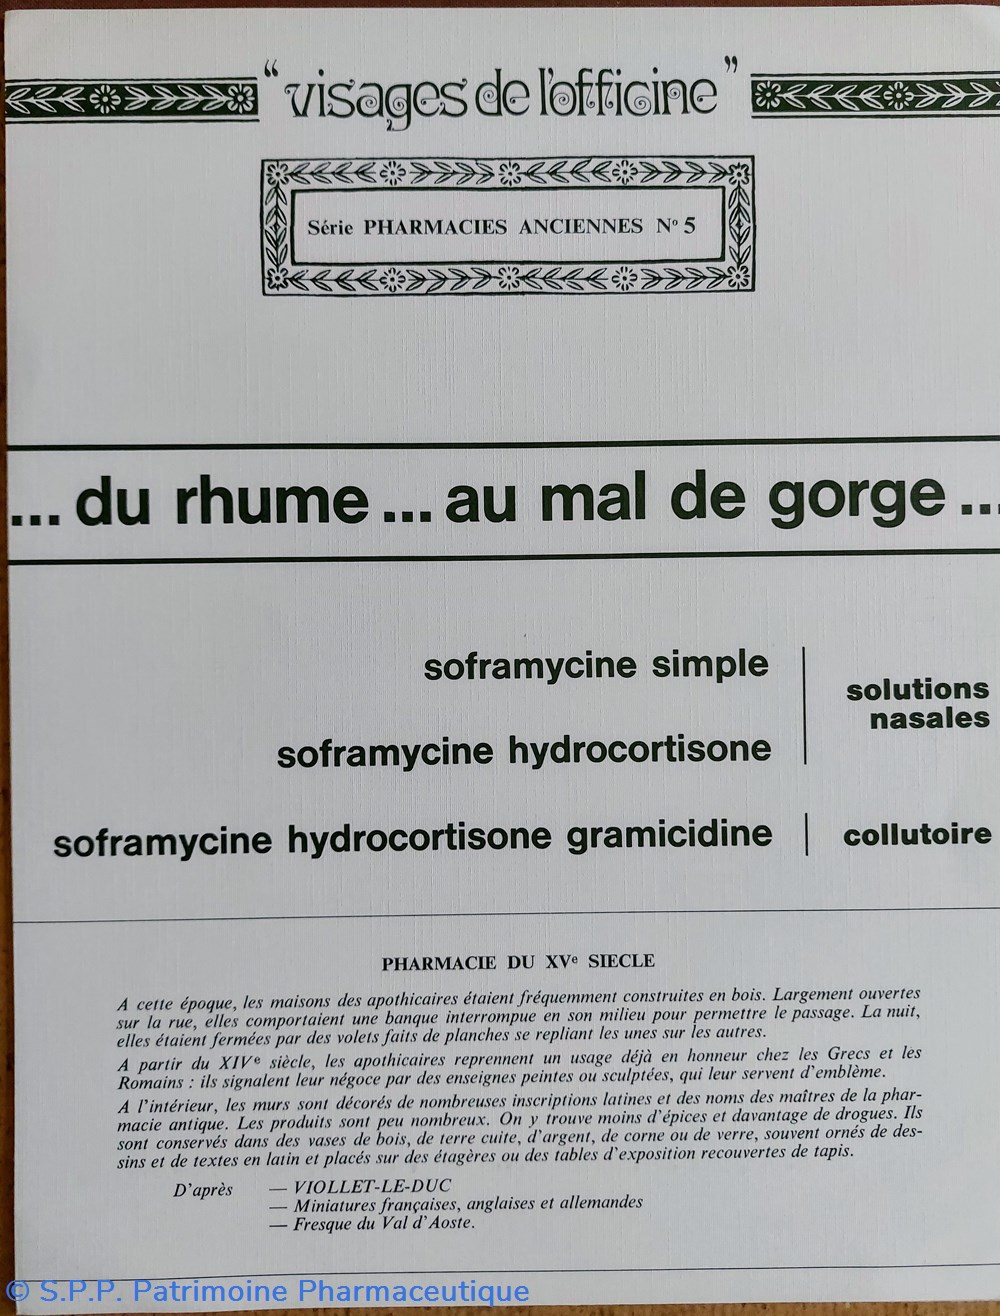 “visages de l'officine”
Série PHARMACIES ANCIENNES Nº 5
... du rhume ... au mal de gorge ...
soframycine simple
solutions
nasales
soframycine hydrocortisone
soframycine hydrocortisone gramicidine
collutoire
PHARMACIE DU XVe SIECLE
A cette époque, les maisons des apothicaires étaient fréquemment construites en bois. Largement ouvertes
sur la rue, elles comportaient une banque interrompue en son milieu pour permettre le passage. La nuit,
elles étaient fermées par des volets faits de planches se repliant les unes sur les autres.
A partir du XIVe siècle, les apothicaires reprennent un usage déjà en honneur chez les Grecs et les
Romains : ils signalent leur négoce par des enseignes peintes ou sculptées, qui leur servent d'emblème.
A l'intérieur, les murs sont décorés de nombreuses inscriptions latines et des noms des maîtres de la phar-
macie antique. Les produits sont peu nombreux. On y trouve moins d'épices et davantage de drogues. Ils
sont conservés dans des vases de bois, de terre cuite, d'argent, de corne ou de verre, souvent ornés de des-
sins et de textes en latin et placés sur des étagères ou des tables d'exposition recouvertes de tapis.
D'après — VIOLLET-LE-DUC
— Miniatures françaises, anglaises et allemandes
— Fresque du Val d'Aoste.
© S.P.P. Patrimoine Pharmaceutique